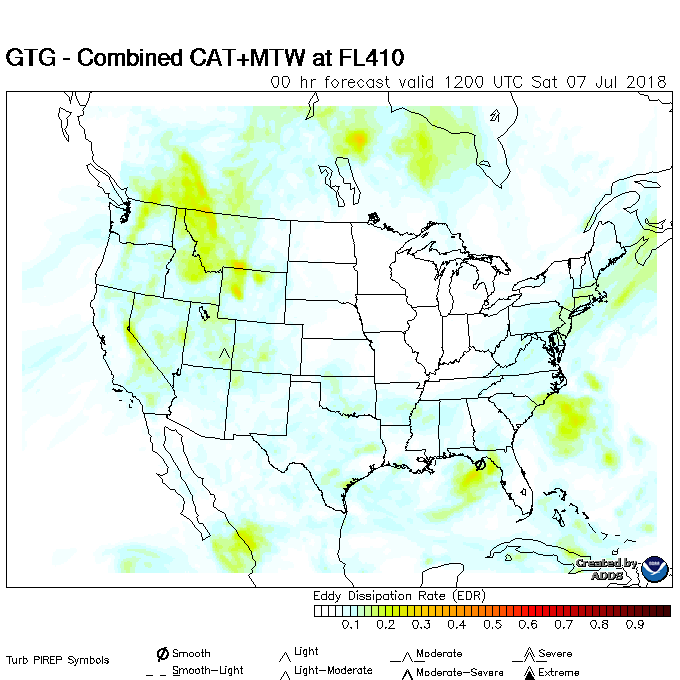 GTG - Combined CAT+MTW at FL410
00 hr forecast valid 1200 UTC Sat 07 Jul 2018
Created by
ADDS
Eddy Dissipation Rate (EDR)
0.1 0.2 0.3 0.4 0.5 0.6 0.7 0.8 0.9
Turb PIREP Symbols
Smooth Light Moderate Severe
Smooth-Light Light-Moderate Moderate-Severe Extreme